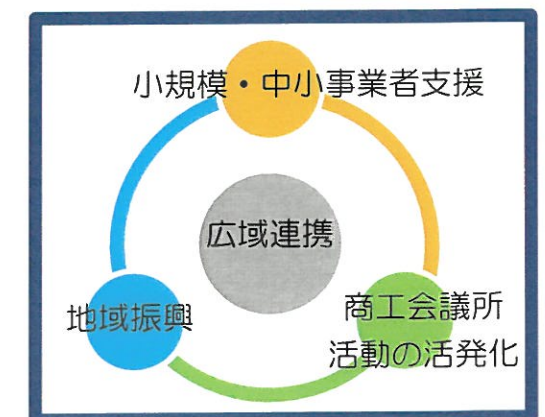 小規模・中小事業者支援
広域連携
地域振興
商工会議所
活動の活発化